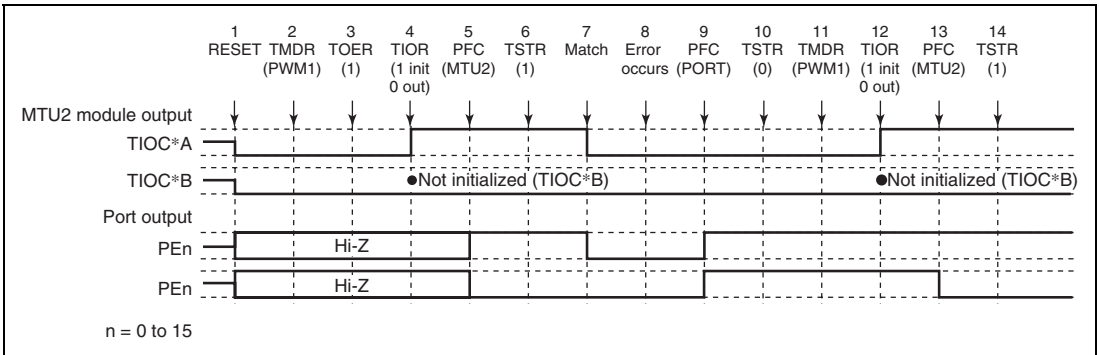 1 2 3 4 5 6 7 8 9 10 11 12 13 14
RESET TMDR TOER TIOR PFC TSTR Match Error PFC TSTR TMDR TIOR PFC TSTR
(PWM1) (1) (1 init (MTU2) (1) occurs (PORT) (0) (PWM1) (1 init (MTU2) (1)
0 out) 0 out)
MTU2 module output
TIOC*A
TIOC*B ●Not initialized (TIOC*B) ●Not initialized (TIOC*B)
Port output
PEn Hi-Z
PEn Hi-Z
n = 0 to 15